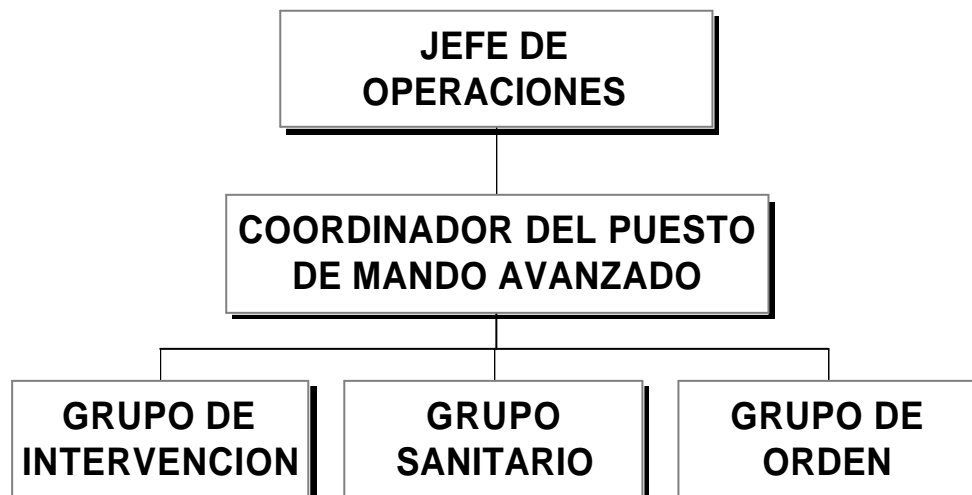 JEFE DE
OPERACIONES
COORDINADOR DEL PUESTO
DE MANDO AVANZADO
GRUPO DE
INTERVENCION
GRUPO
SANITARIO
GRUPO DE
ORDEN